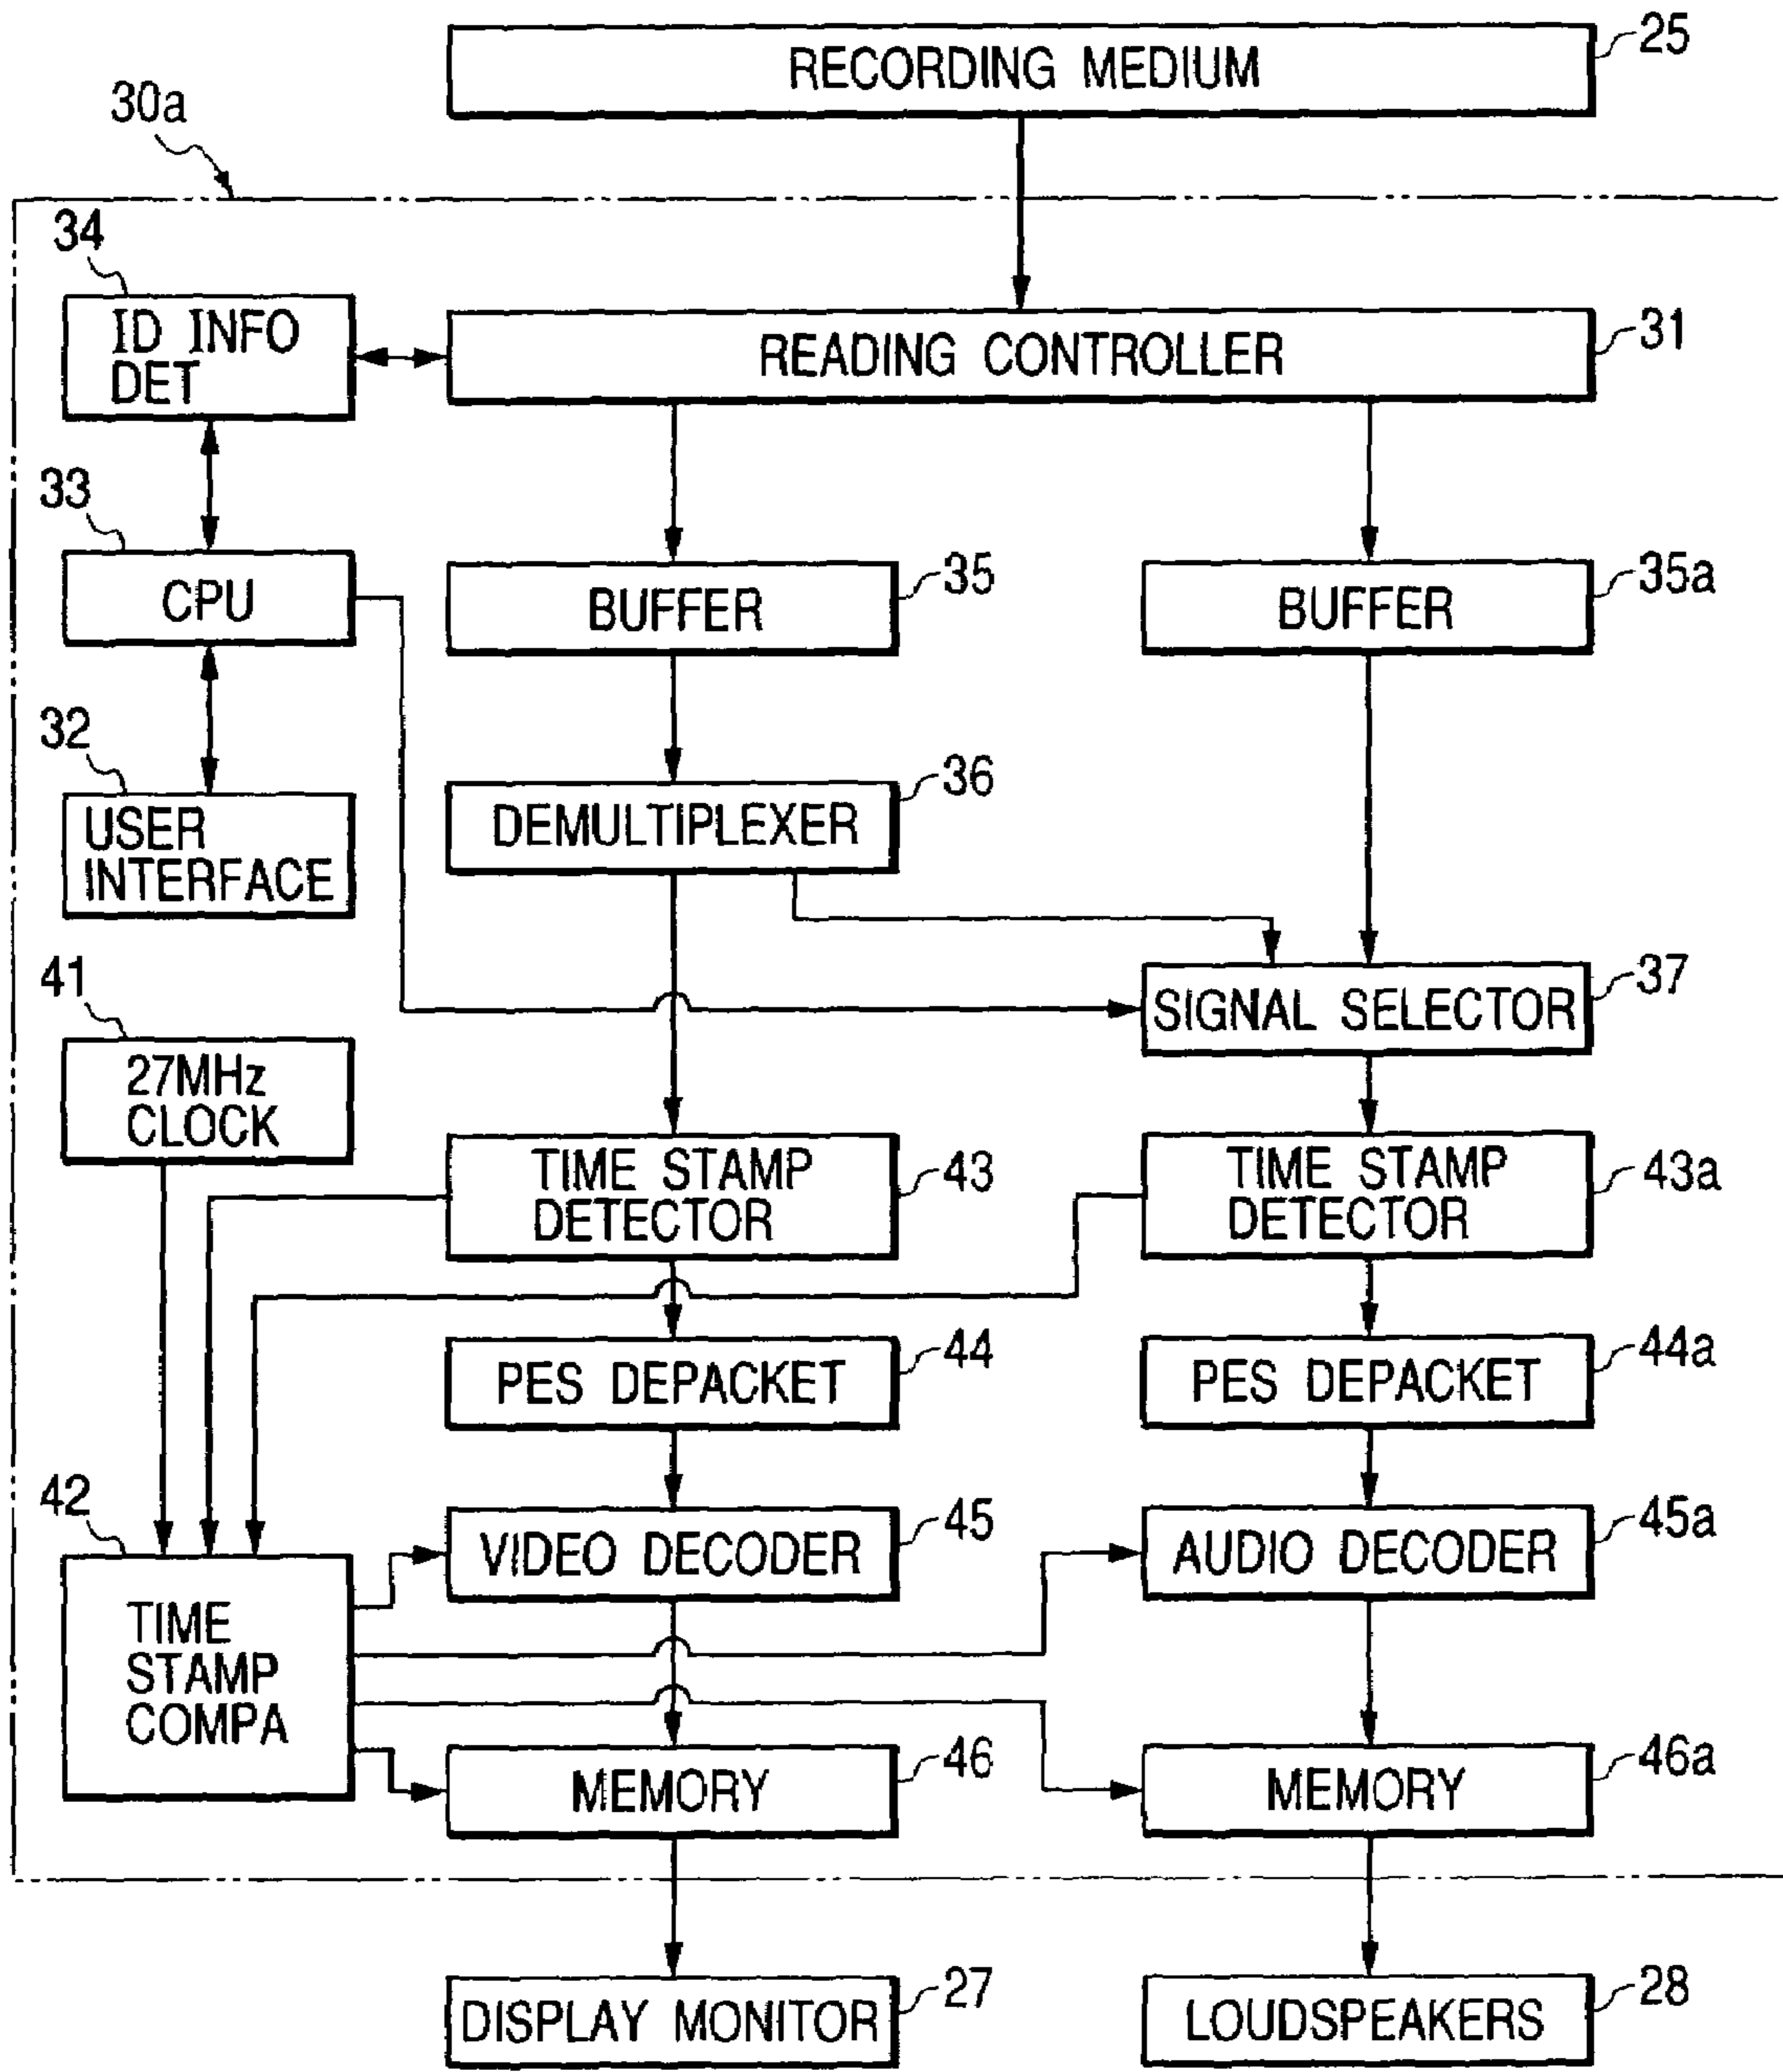 RECORDING MEDIUM
25
30a
34
ID INFO
DET
READING CONTROLLER
31
33
CPU
BUFFER
35
BUFFER
35a
32
USER
INTERFACE
DEMULTIPLEXER
36
SIGNAL SELECTOR
37
41
27MHz
CLOCK
TIME STAMP
DETECTOR
43
TIME STAMP
DETECTOR
43a
PES DEPACKET
44
PES DEPACKET
44a
42
TIME
STAMP
COMPA
VIDEO DECODER
45
AUDIO DECODER
45a
MEMORY
46
MEMORY
46a
DISPLAY MONITOR
27
LOUDSPEAKERS
28